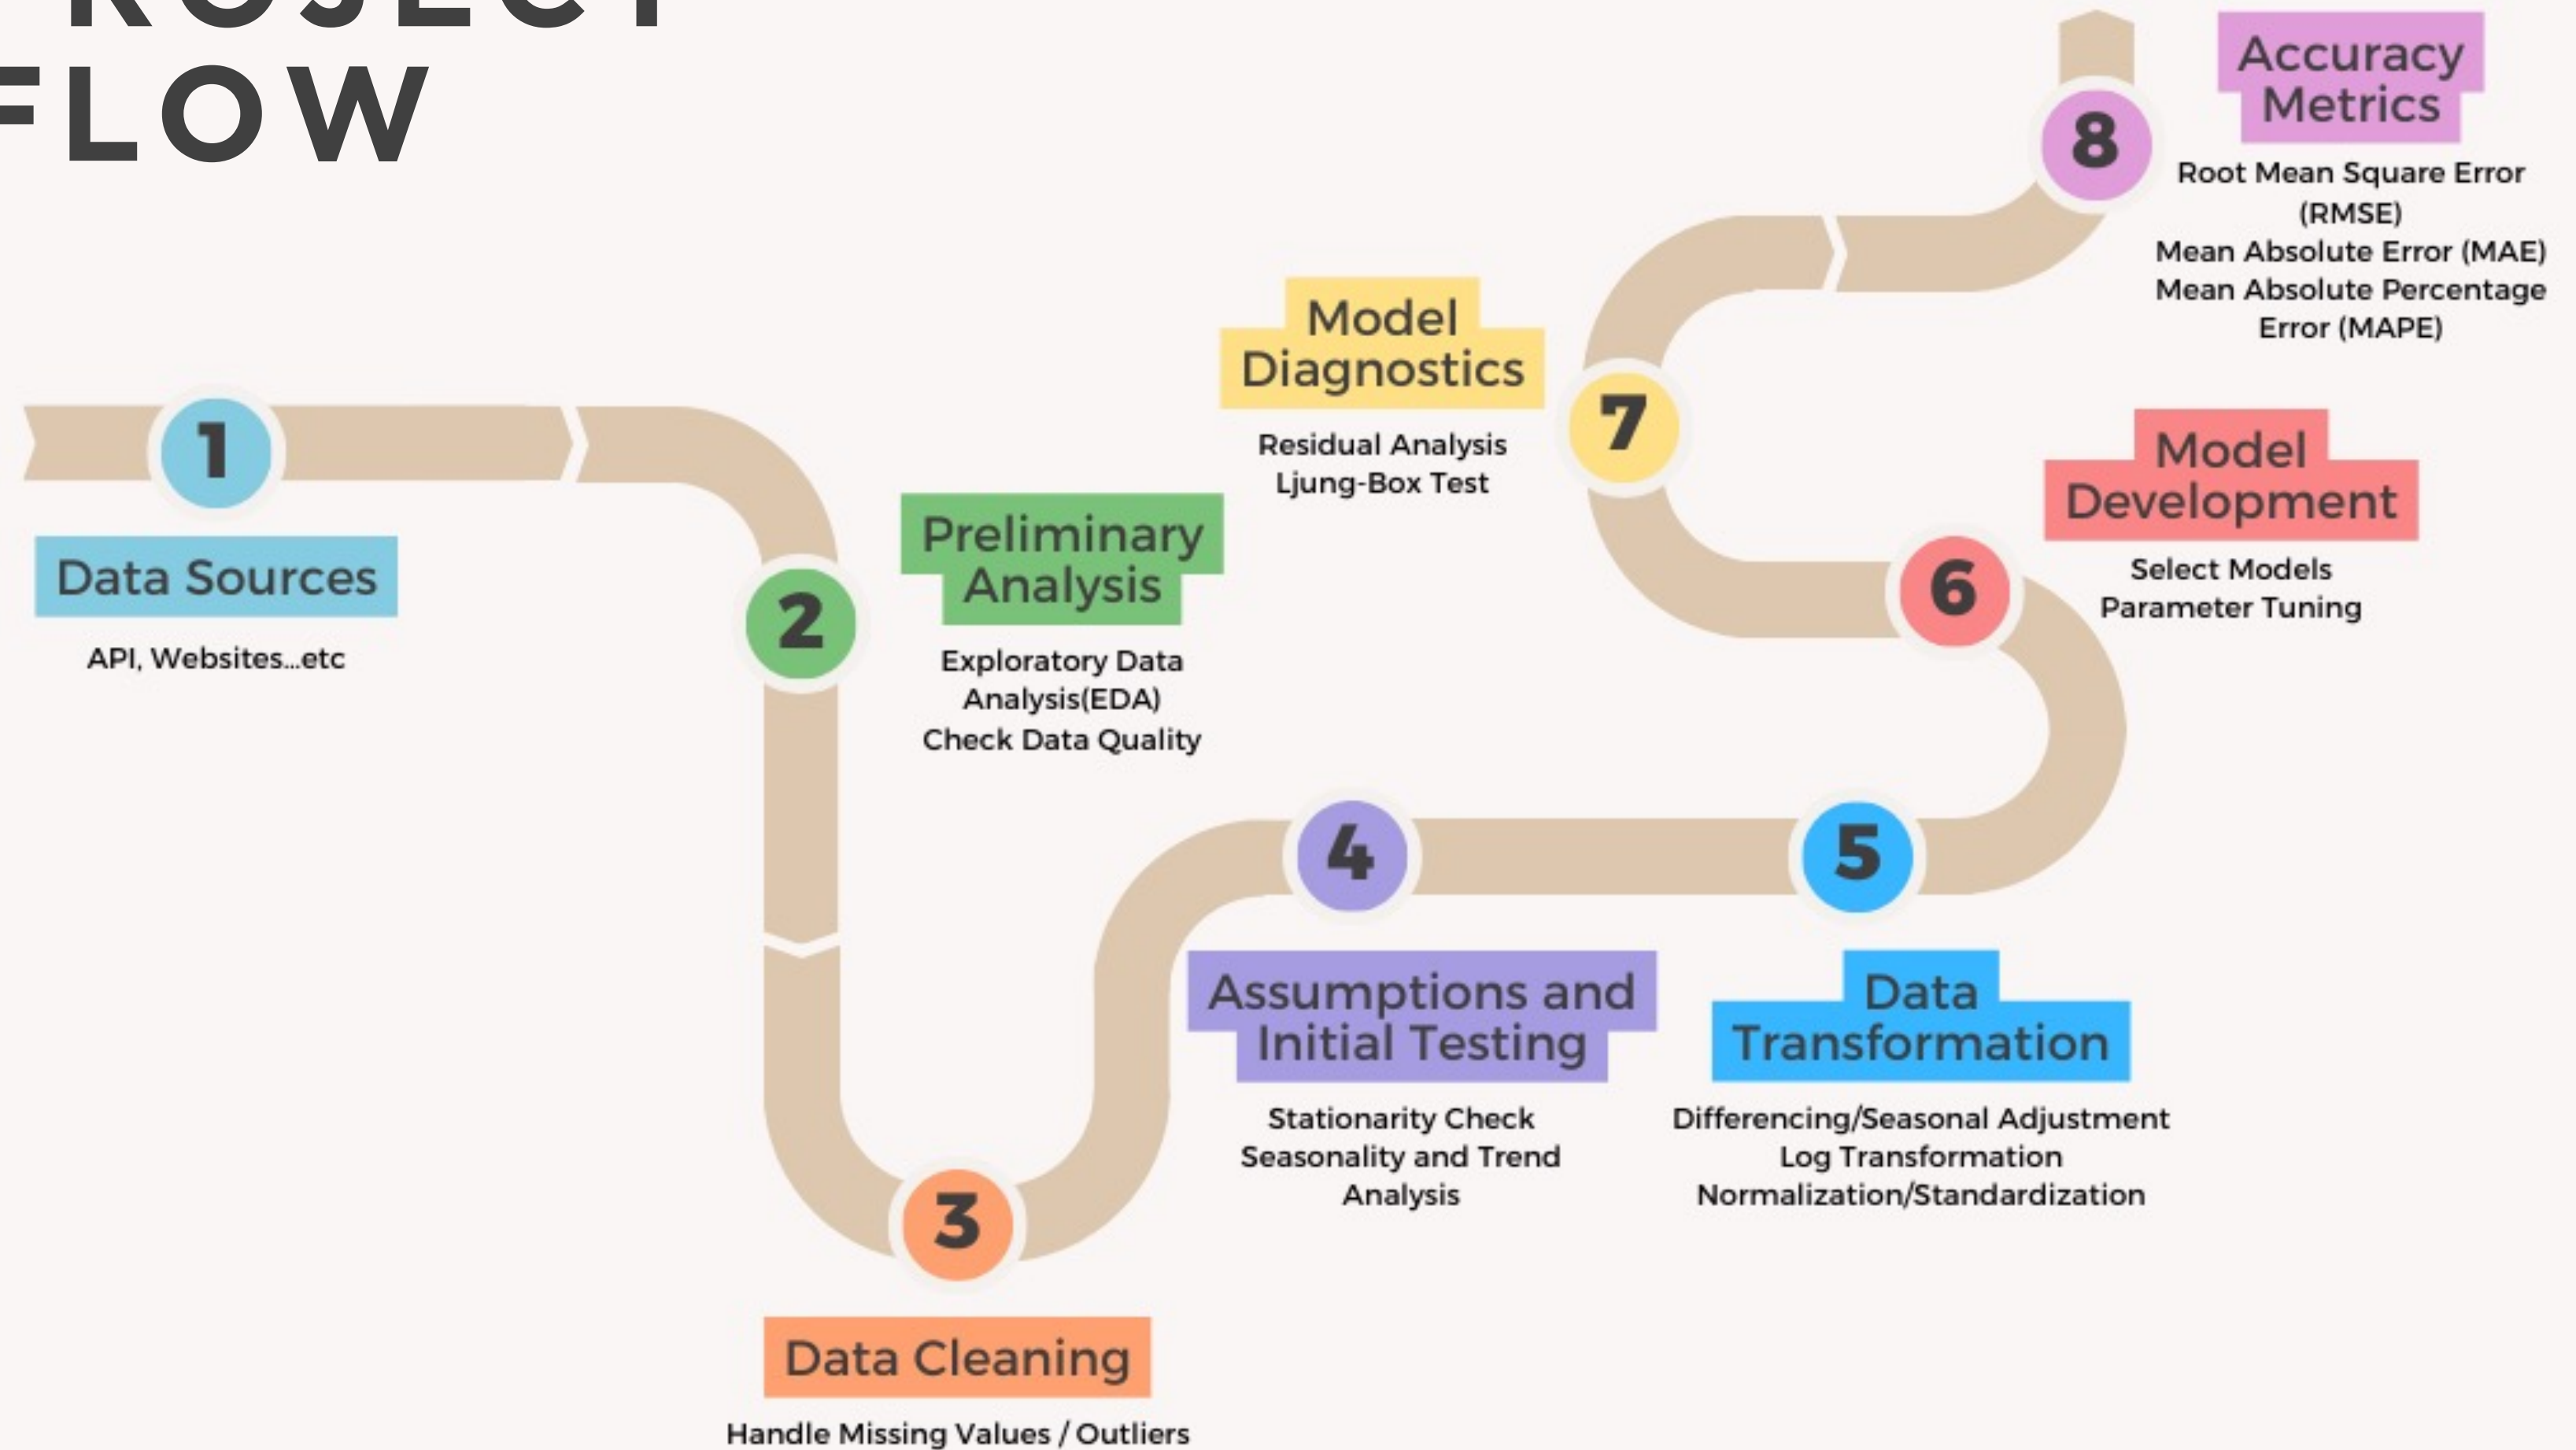 PROJECT
FLOW
1
Data Sources
API, Websites...etc
2
Preliminary
Analysis
Exploratory Data
Analysis(EDA)
Check Data Quality
3
Data Cleaning
Handle Missing Values / Outliers
4
Assumptions and
Initial Testing
Stationarity Check
Seasonality and Trend
Analysis
5
Data
Transformation
Differencing/Seasonal Adjustment
Log Transformation
Normalization/Standardization
6
Model
Development
Select Models
Parameter Tuning
7
Model
Diagnostics
Residual Analysis
Ljung-Box Test
8
Accuracy
Metrics
Root Mean Square Error
(RMSE)
Mean Absolute Error (MAE)
Mean Absolute Percentage
Error (MAPE)